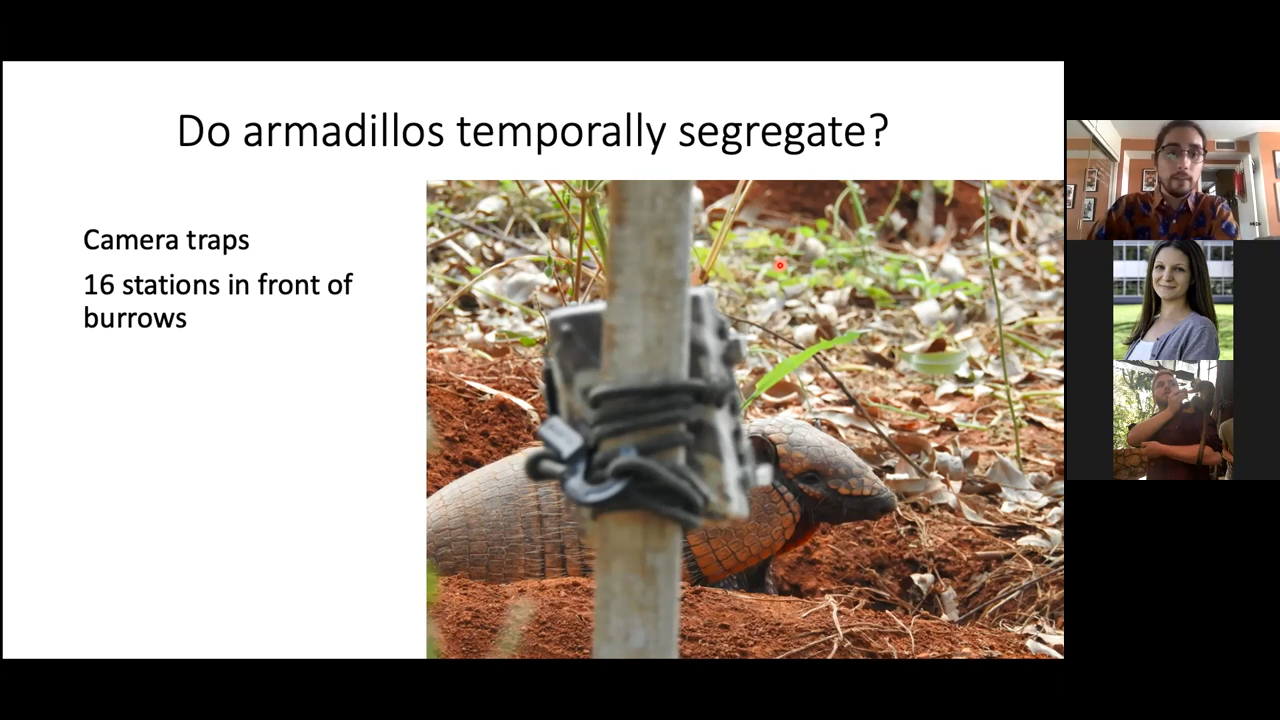 Do armadillos temporally segregate?
Camera traps
16 stations in front of
burrows